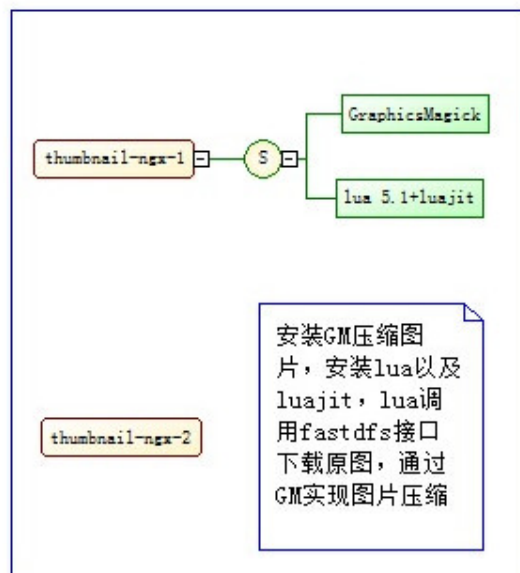 GraphicsMagick
thumbnail-ngx-1
S
lua 5.1+luajit
安装GM压缩图
片，安装lua以及
luajit，lua调
用fastdfs接口
下载原图，通过
GM实现图片压缩
thumbnail-ngx-2